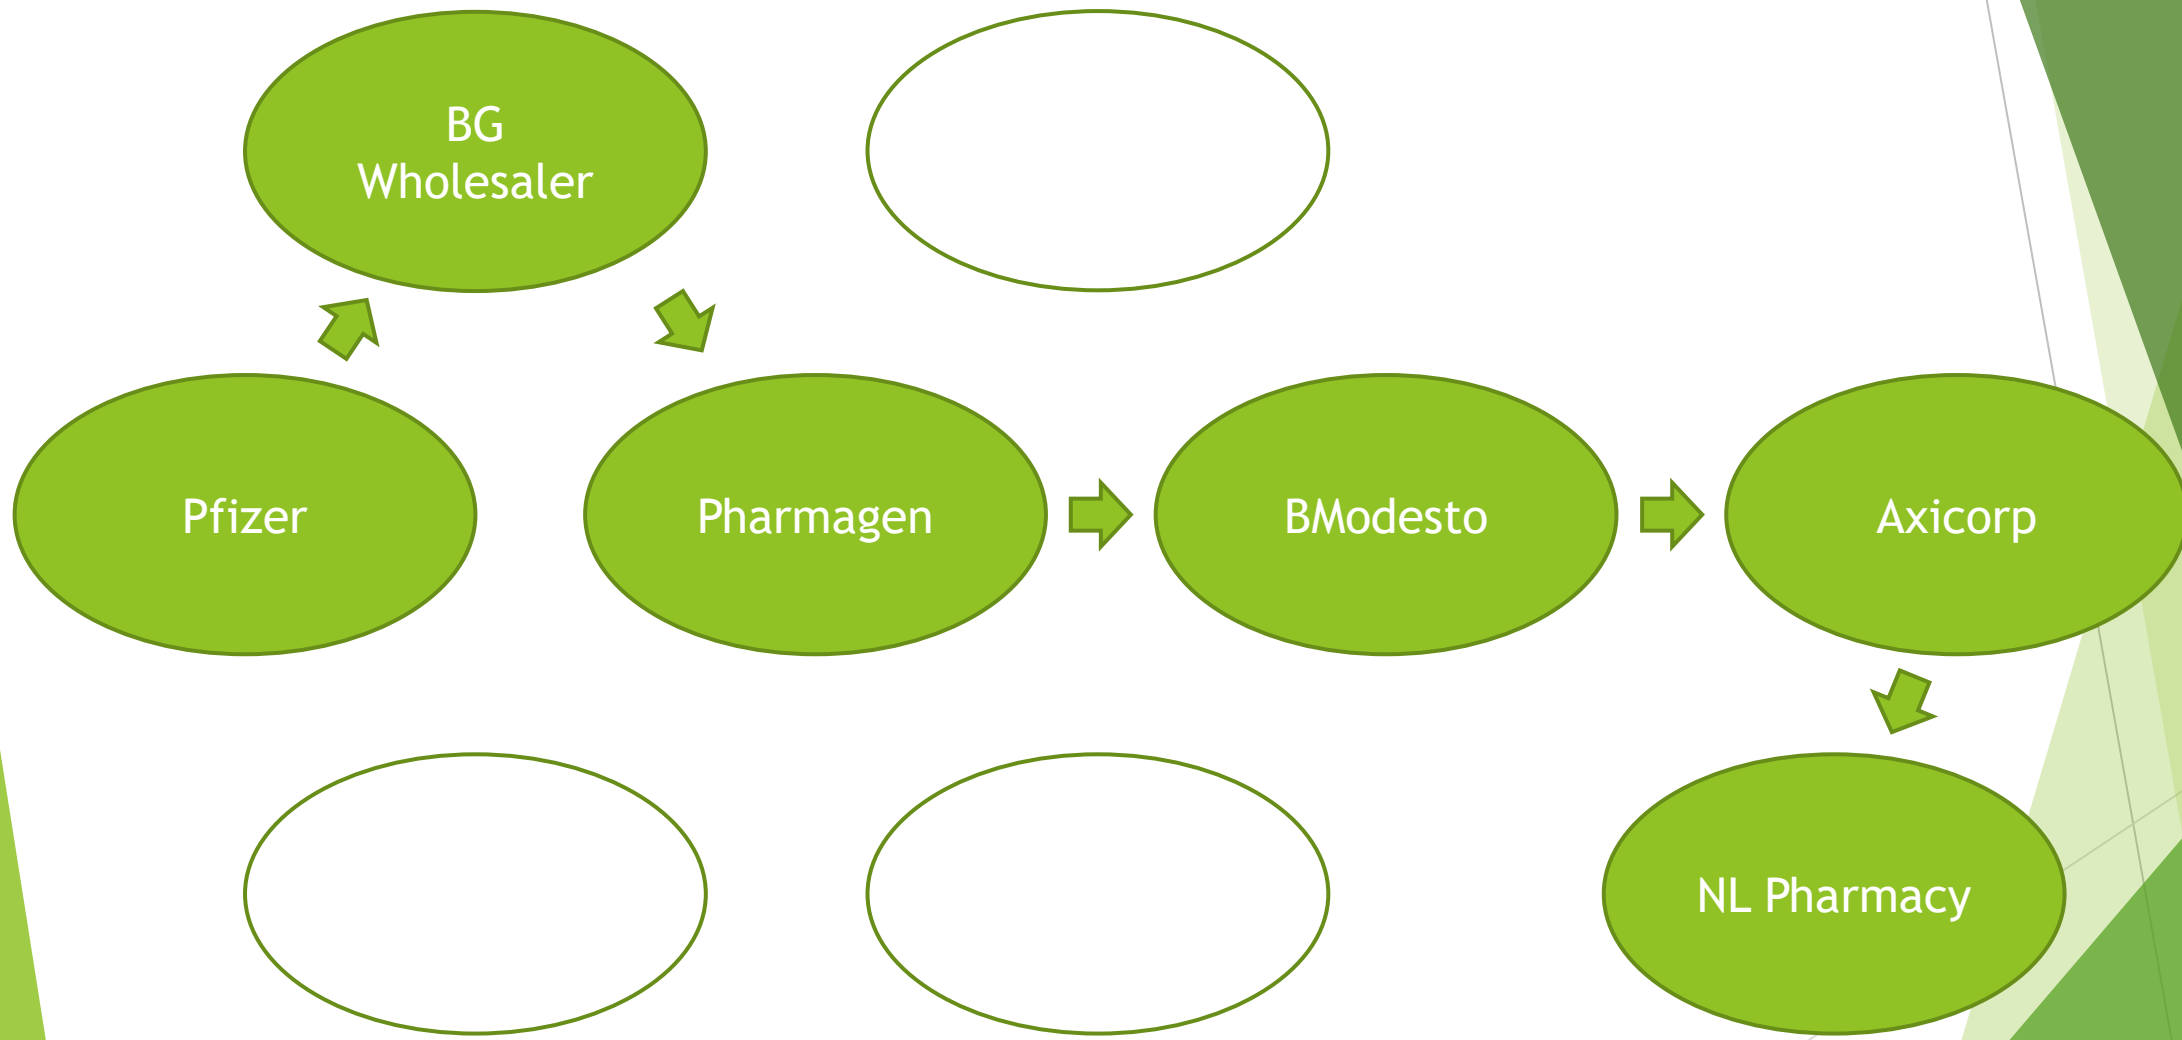 BG
Wholesaler
Pfizer
Pharmagen
BModesto
Axicorp
NL Pharmacy